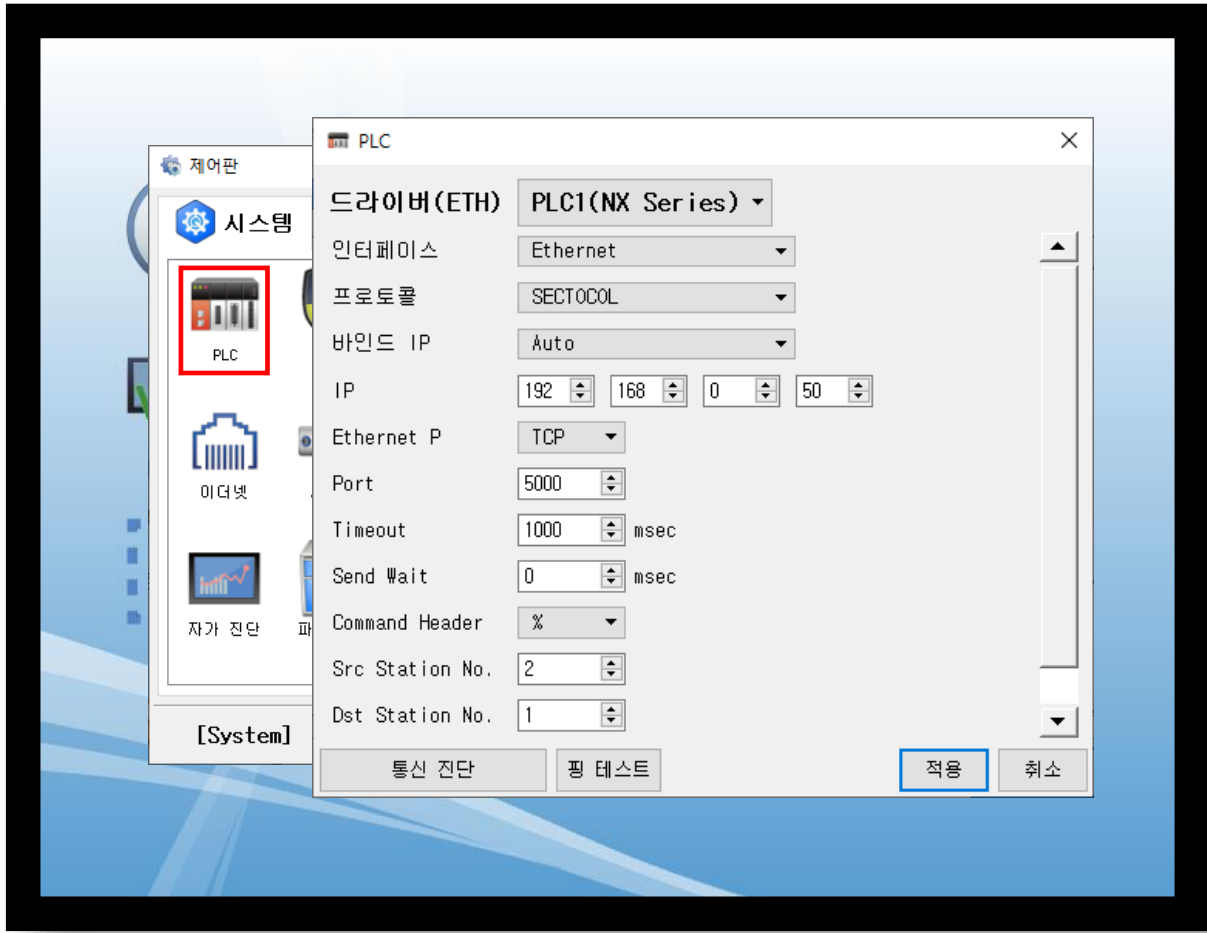 제어판
시스템
PLC
이더넷
자가 진단
[System]
PLC
드라이버(ETH) PLC1(NX Series)
인터페이스 Ethernet
프로토콜 SECTOCOL
바인드 IP Auto
IP 192 168 0 50
Ethernet P TCP
Port 5000
Timeout 1000 msec
Send Wait 0 msec
Command Header %
Src Station No. 2
Dst Station No. 1
통신 진단 핑 테스트 적용 취소